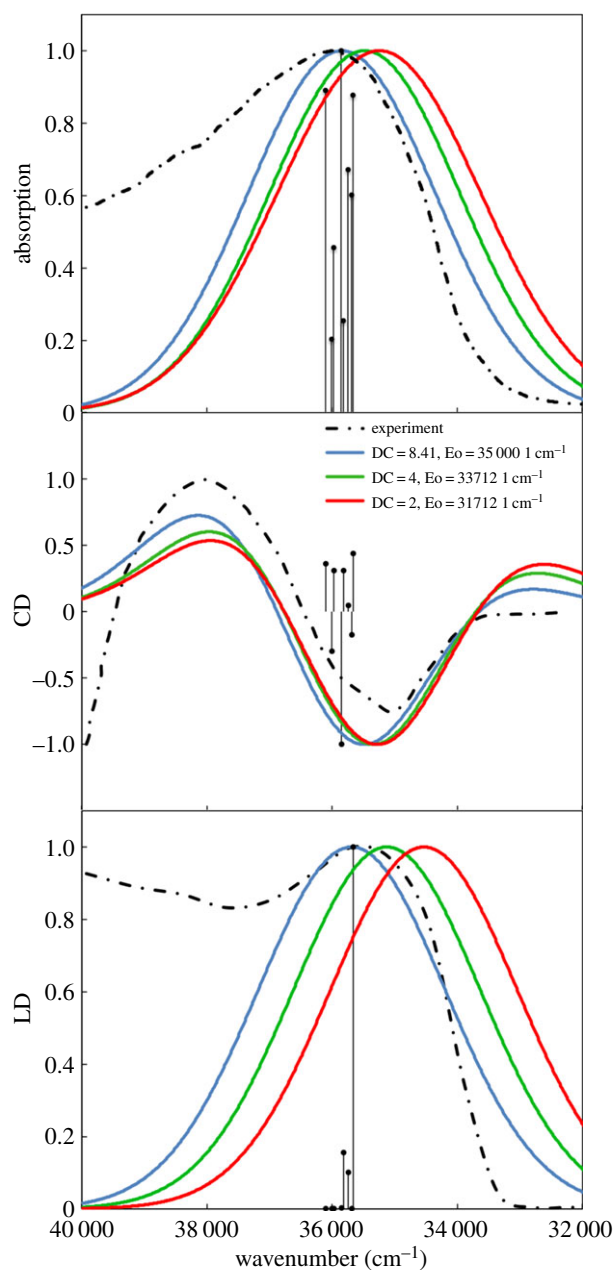 1.0
0.8
0.6
0.4
0.2
0
absorption
experiment
DC = 8.41, Eo = 35 000 1 cm⁻¹
DC = 4, Eo = 33712 1 cm⁻¹
DC = 2, Eo = 31712 1 cm⁻¹
1.0
0.5
0
−0.5
−1.0
CD
1.0
0.8
0.6
0.4
0.2
0
LD
40 000 38 000 36 000 34 000 32 000
wavenumber (cm⁻¹)